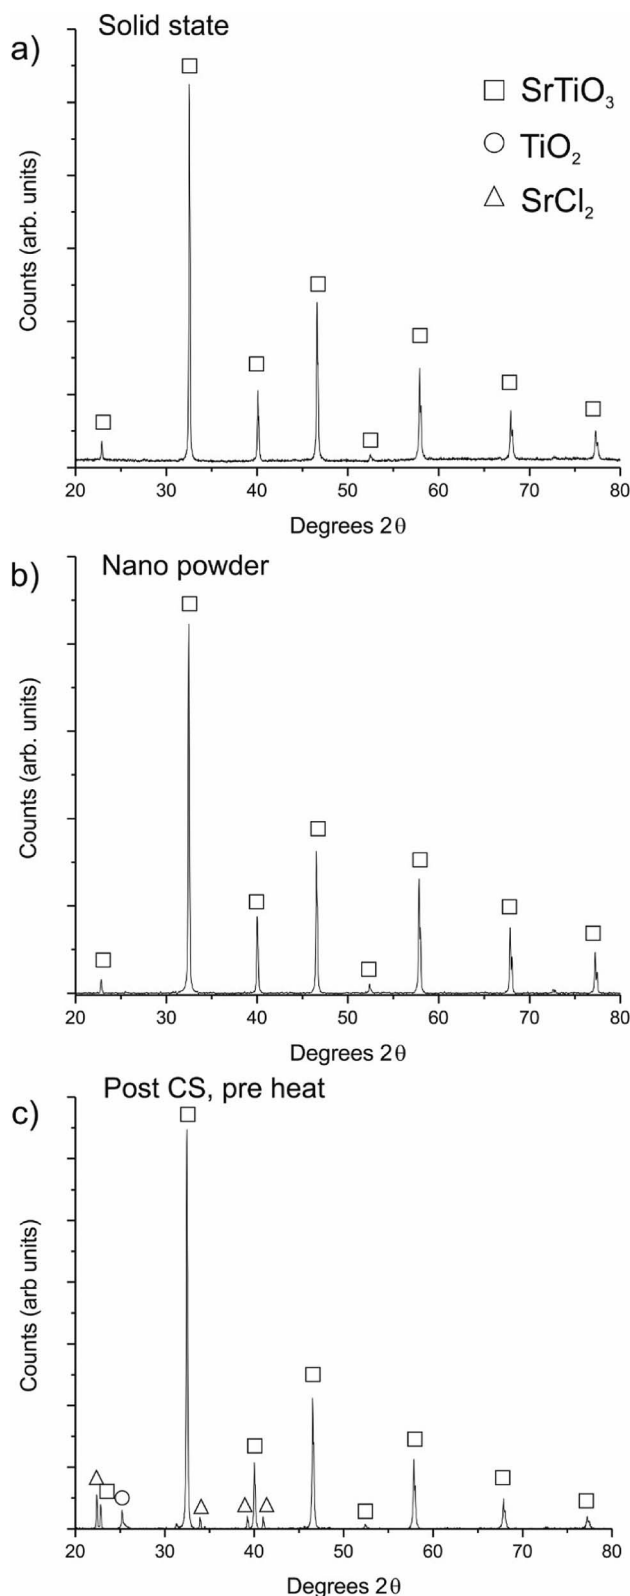 Solid state
a)
SrTiO₃
TiO₂
SrCl₂
Counts (arb. units)
20 30 40 50 60 70 80
Degrees 2θ
Nano powder
b)
Counts (arb. units)
20 30 40 50 60 70 80
Degrees 2θ
Post CS, pre heat
c)
Counts (arb units)
20 30 40 50 60 70 80
Degrees 2θ